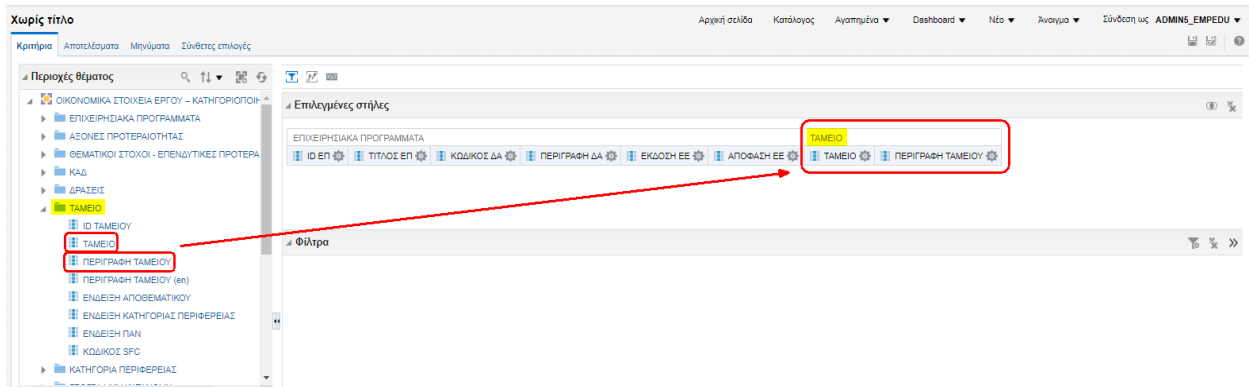 Χωρίς τίτλο
Αρχική σελίδα Κατάλογος Αγαπημένα Dashboard Νέο Άνοιγμα Σύνδεση ως ADMIN5_EMPEDU
Κριτήρια Αποτελέσματα Μηνύματα Σύνθετες επιλογές
Περιοχές θέματος
ΟΙΚΟΝΟΜΙΚΑ ΣΤΟΙΧΕΙΑ ΕΡΓΟΥ – ΚΑΤΗΓΟΡΙΟΠΟΙΗ
ΕΠΙΧΕΙΡΗΣΙΑΚΑ ΠΡΟΓΡΑΜΜΑΤΑ
ΑΞΟΝΕΣ ΠΡΟΤΕΡΑΙΟΤΗΤΑΣ
ΘΕΜΑΤΙΚΟΙ ΣΤΟΧΟΙ - ΕΠΕΝΔΥΤΙΚΕΣ ΠΡΟΤΕΡΑ
ΚΑΔ
ΔΡΑΣΕΙΣ
ΤΑΜΕΙΟ
ID ΤΑΜΕΙΟΥ
ΤΑΜΕΙΟ
ΠΕΡΙΓΡΑΦΗ ΤΑΜΕΙΟΥ
ΠΕΡΙΓΡΑΦΗ ΤΑΜΕΙΟΥ (en)
ΕΝΔΕΙΞΗ ΑΠΟΘΕΜΑΤΙΚΟΥ
ΕΝΔΕΙΞΗ ΚΑΤΗΓΟΡΙΑΣ ΠΕΡΙΦΕΡΕΙΑΣ
ΕΝΔΕΙΞΗ ΠΑΝ
ΚΩΔΙΚΟΣ SFC
ΚΑΤΗΓΟΡΙΑ ΠΕΡΙΦΕΡΕΙΑΣ
Επιλεγμένες στήλες
ΕΠΙΧΕΙΡΗΣΙΑΚΑ ΠΡΟΓΡΑΜΜΑΤΑ ΤΑΜΕΙΟ
ID ΕΠ ΤΙΤΛΟΣ ΕΠ ΚΩΔΙΚΟΣ ΔΑ ΠΕΡΙΓΡΑΦΗ ΔΑ ΕΚΔΟΣΗ ΕΕ ΑΠΟΦΑΣΗ ΕΕ ΤΑΜΕΙΟ ΠΕΡΙΓΡΑΦΗ ΤΑΜΕΙΟΥ
Φίλτρα